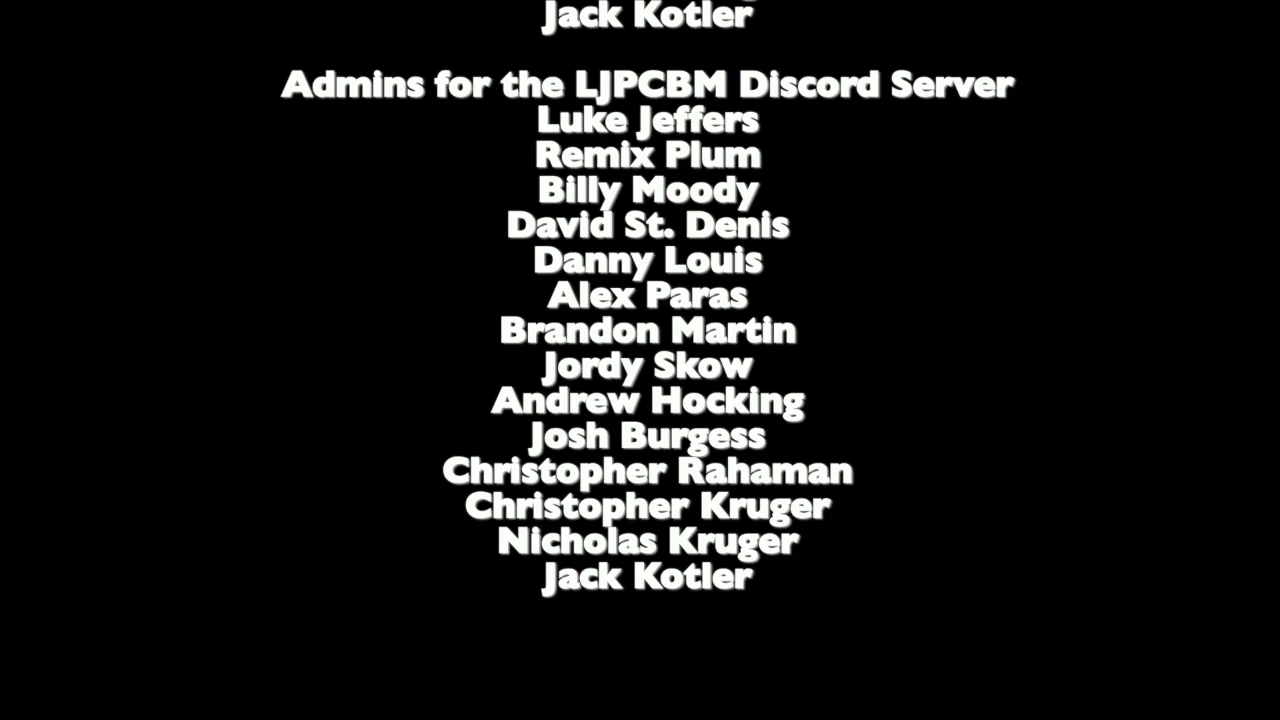 Jack Kotler
Admins for the LJPCBM Discord Server
Luke Jeffers
Remix Plum
Billy Moody
David St. Denis
Danny Louis
Alex Paras
Brandon Martin
Jordy Skow
Andrew Hocking
Josh Burgess
Christopher Rahaman
Christopher Kruger
Nicholas Kruger
Jack Kotler